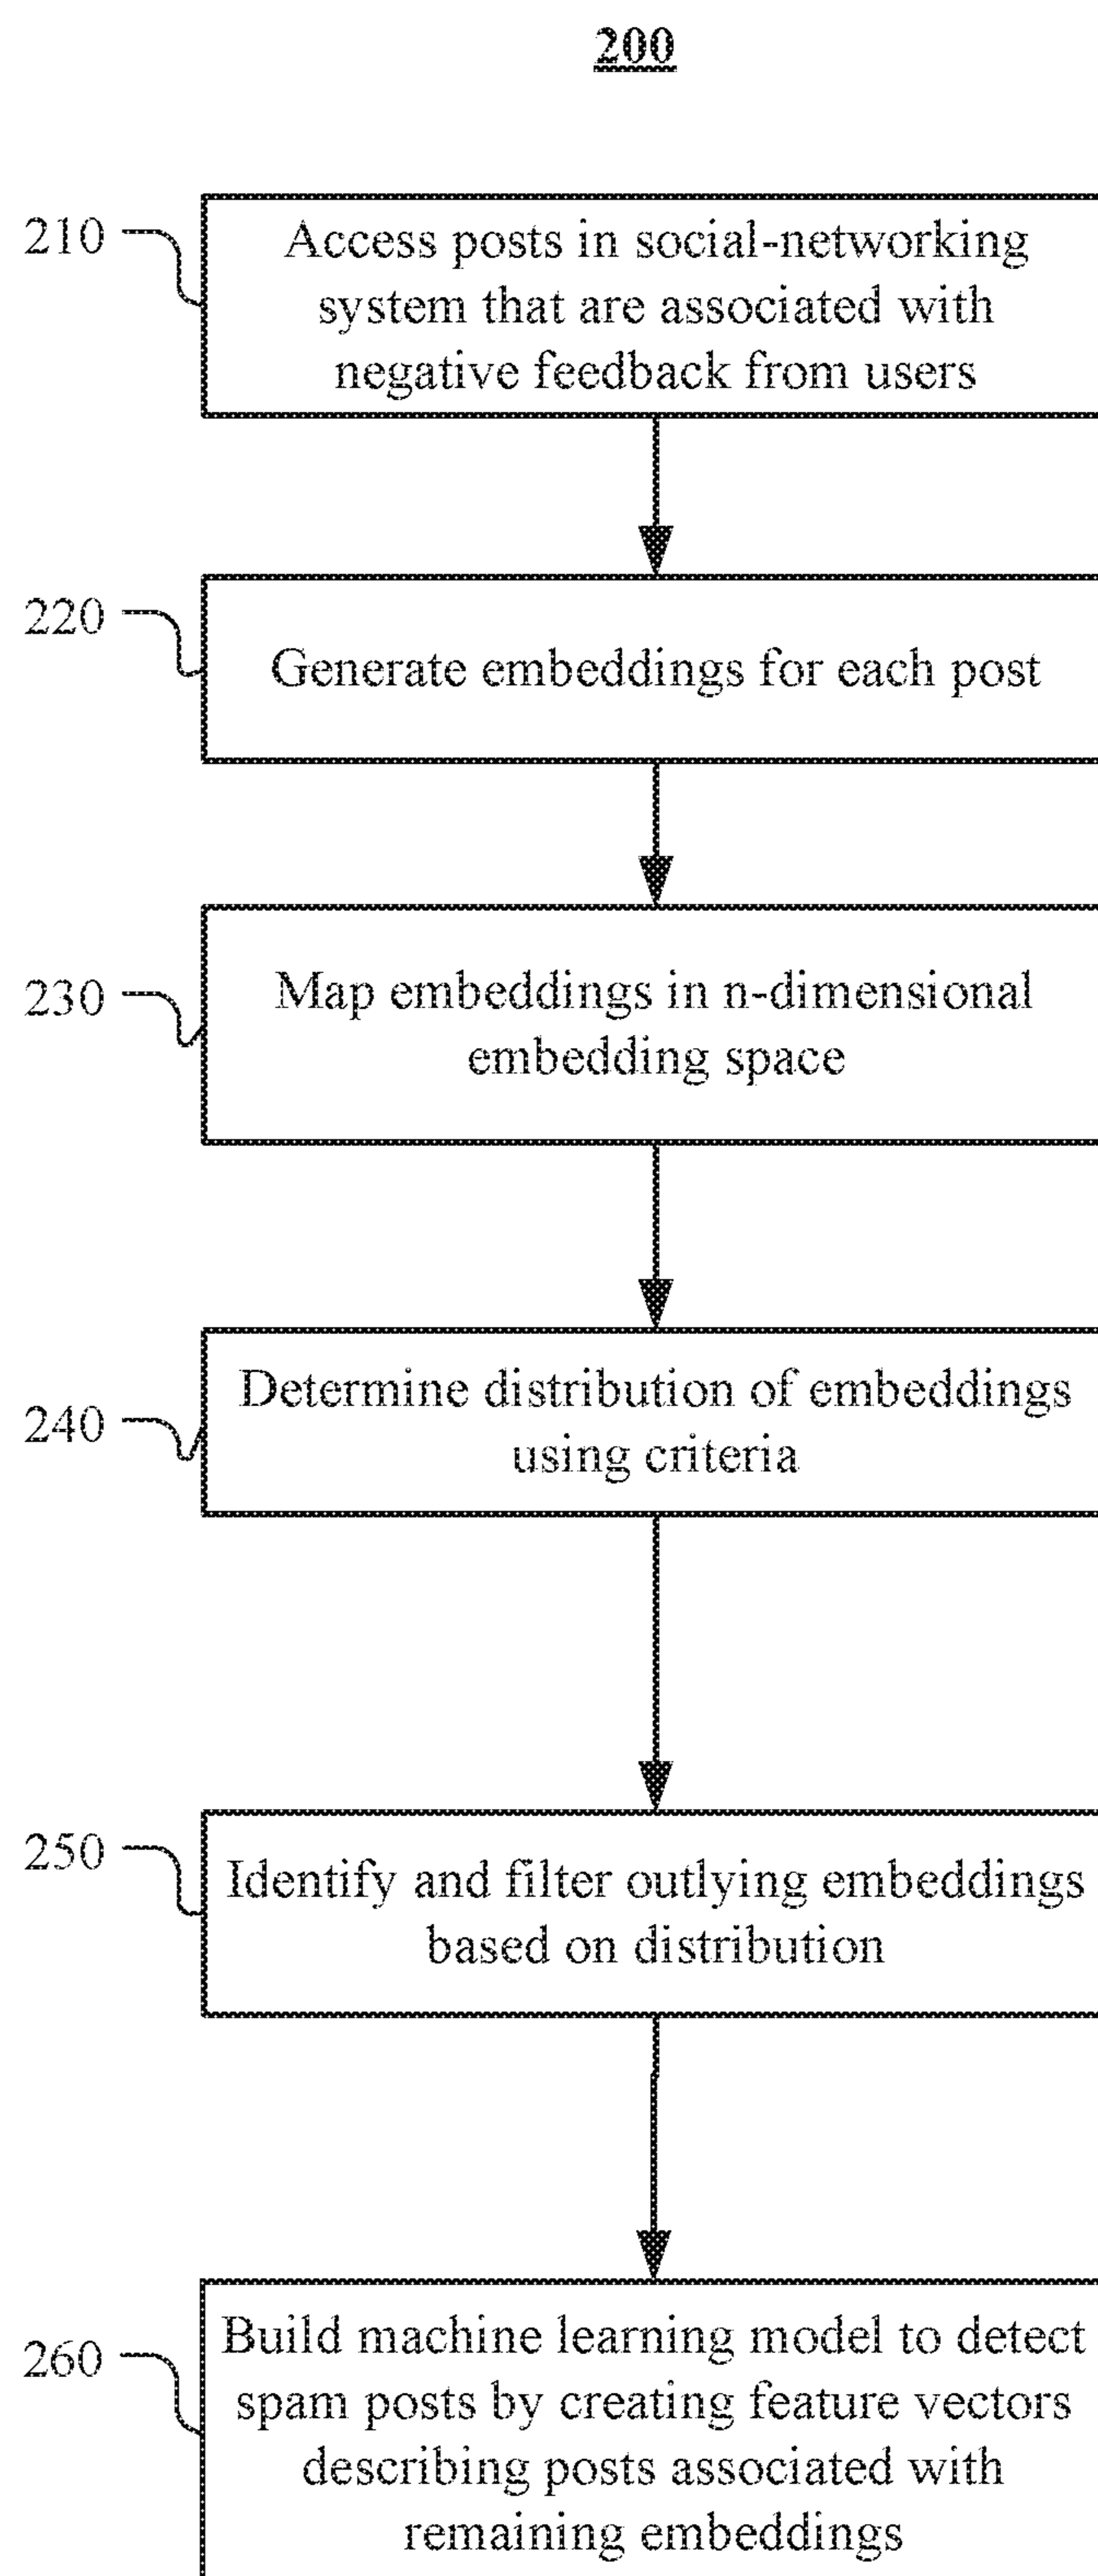 200
210
Access posts in social-networking
system that are associated with
negative feedback from users
220
Generate embeddings for each post
230
Map embeddings in n-dimensional
embedding space
240
Determine distribution of embeddings
using criteria
250
Identify and filter outlying embeddings
based on distribution
260
Build machine learning model to detect
spam posts by creating feature vectors
describing posts associated with
remaining embeddings